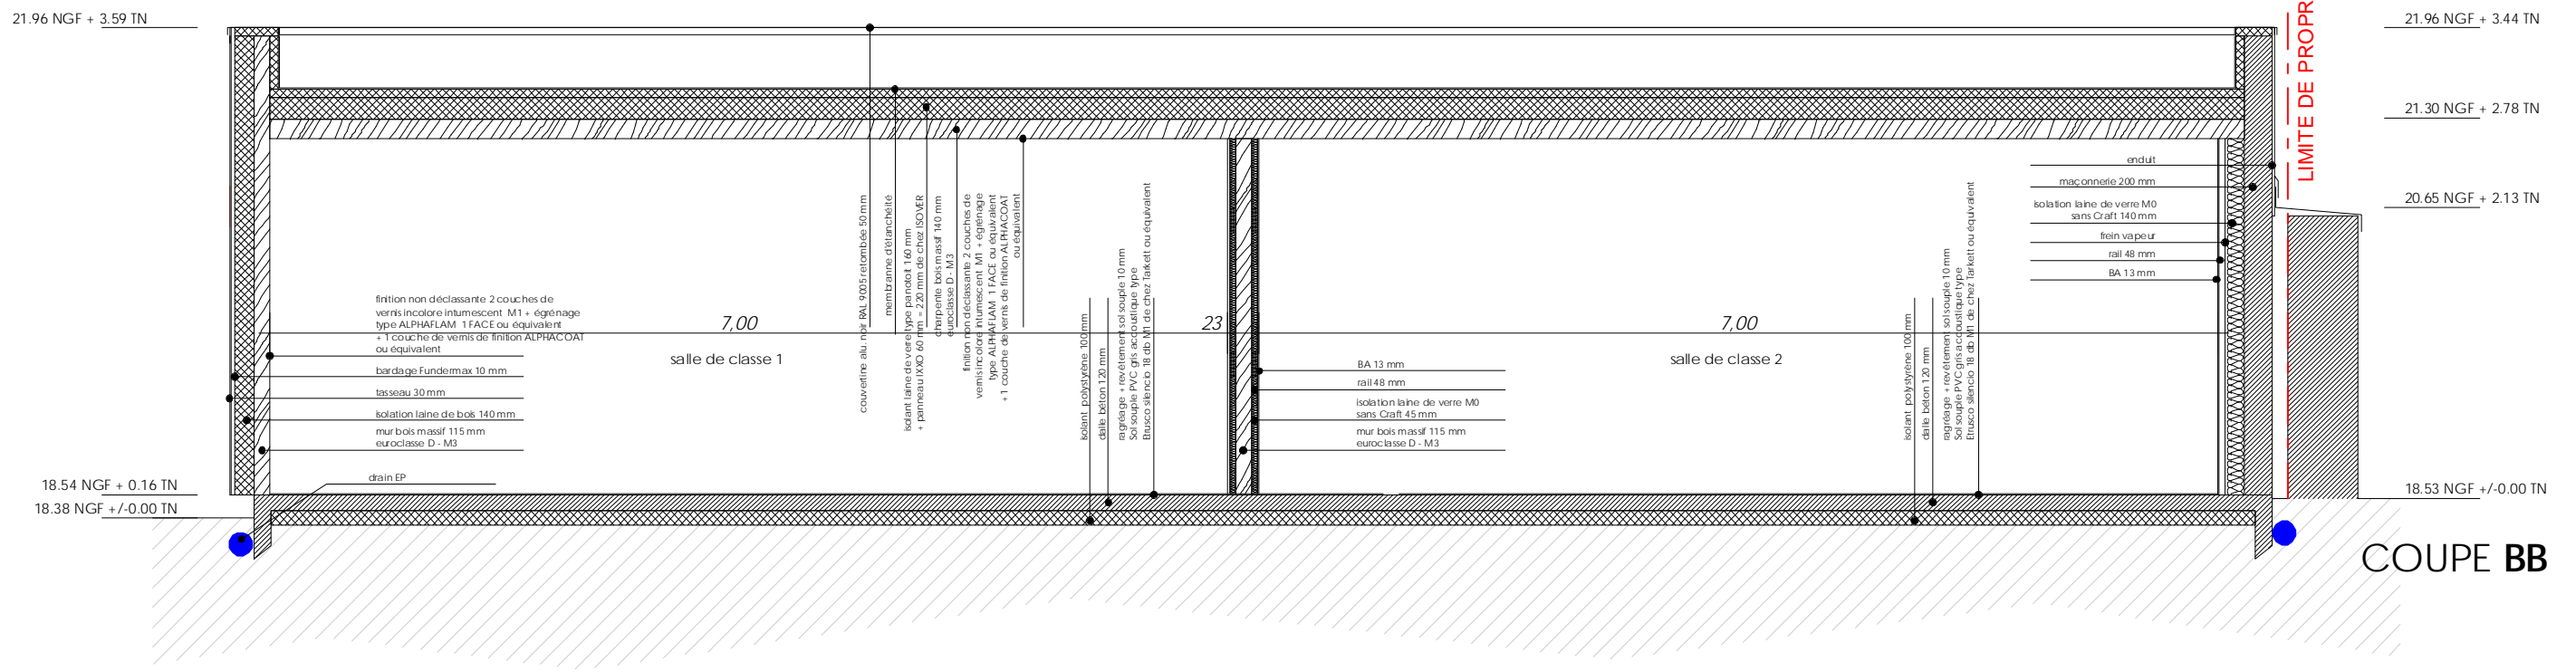 21.96 NGF + 3.59 TN
18.54 NGF + 0.16 TN
18.38 NGF +/-0.00 TN
finition non déclassante 2 couches de
vernis incolore intumescent M1 + égrénage
type ALPHAFLAM 1 FACE ou équivalent
+ 1 couche de vernis de finition ALPHACOAT
ou équivalent
bardage Fundermax 10 mm
tasseau 30 mm
isolation laine de bois 140 mm
mur bois massif 115 mm
euroclasse D - M3
drain EP
7,00
salle de classe 1
couvertine alu. noir RAL 9005 retombée 50 mm
membranne d'étanchéité
isolant laine de verre type panotoit 160 mm
+ panneau IXXO 60 mm = 220 mm de chez ISOVER
charpente bois massif 140 mm
euroclasse D - M3
finition non déclassante 2 couches de
vernis incolore intumescent M1 + égrénage
type ALPHAFLAM 1 FACE ou équivalent
+ 1 couche de vernis de finition ALPHACOAT
ou équivalent
isolant polystyrène 100 mm
dalle béton 120 mm
ragréage + revêtement sol souple 10 mm
Sol souple PVC gris accoustique type
Etrusco silencio 18 db M1 de chez Tarkett ou équivalent
23
BA 13 mm
rail 48 mm
isolation laine de verre M0
sans Craft 45 mm
mur bois massif 115 mm
euroclasse D - M3
7,00
salle de classe 2
isolant polystyrène 100 mm
dalle béton 120 mm
ragréage + revêtement sol souple 10 mm
Sol souple PVC gris accoustique type
Etrusco silencio 18 db M1 de chez Tarkett ou équivalent
enduit
maçonnerie 200 mm
isolation laine de verre M0
sans Craft 140 mm
frein vapeur
rail 48 mm
BA 13 mm
LIMITE DE PROPR
21.96 NGF + 3.44 TN
21.30 NGF + 2.78 TN
20.65 NGF + 2.13 TN
18.53 NGF +/-0.00 TN
COUPE BB